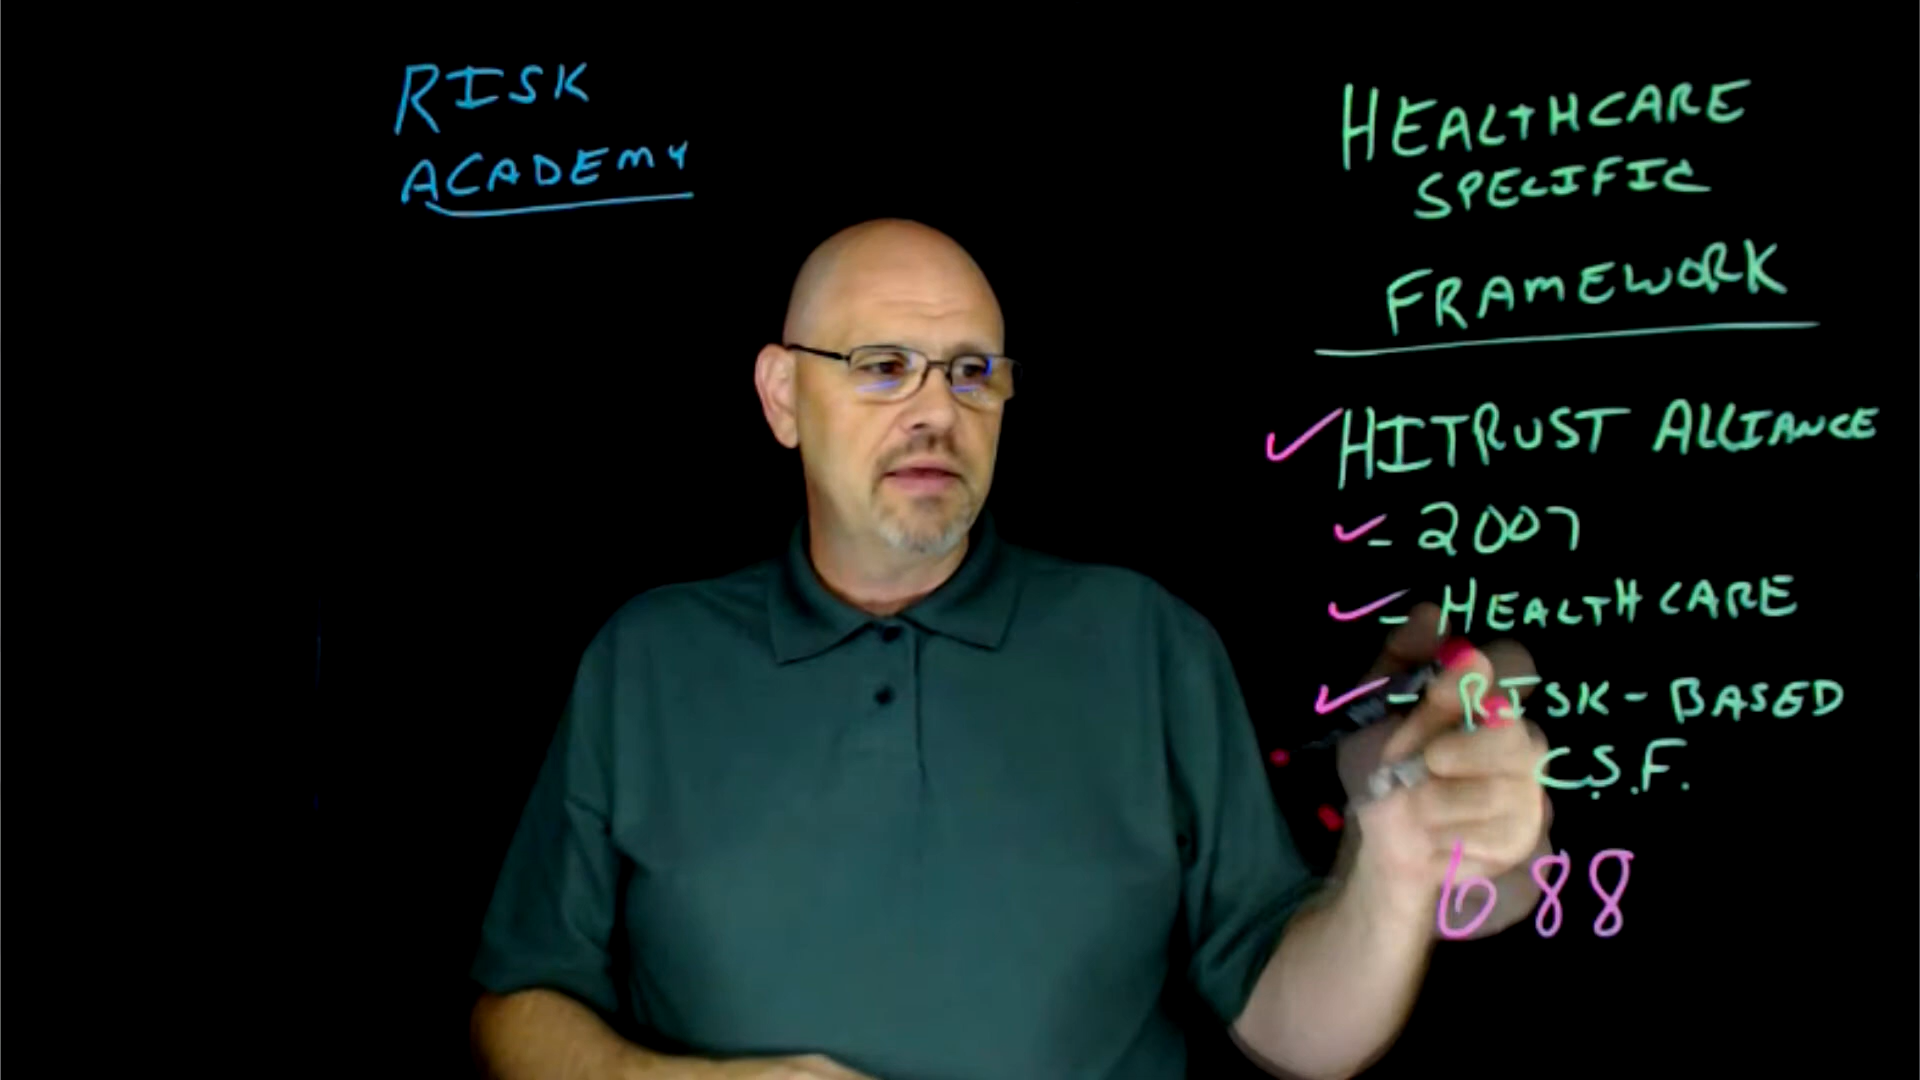 RISK
ACADEMY
HEALTHCARE
SPECIFIC
FRAMEWORK
✓ HITRUST ALLIANCE
✓ - 2007
✓ - HEALTHCARE
✓ - RISK-BASED
C.S.F.
688